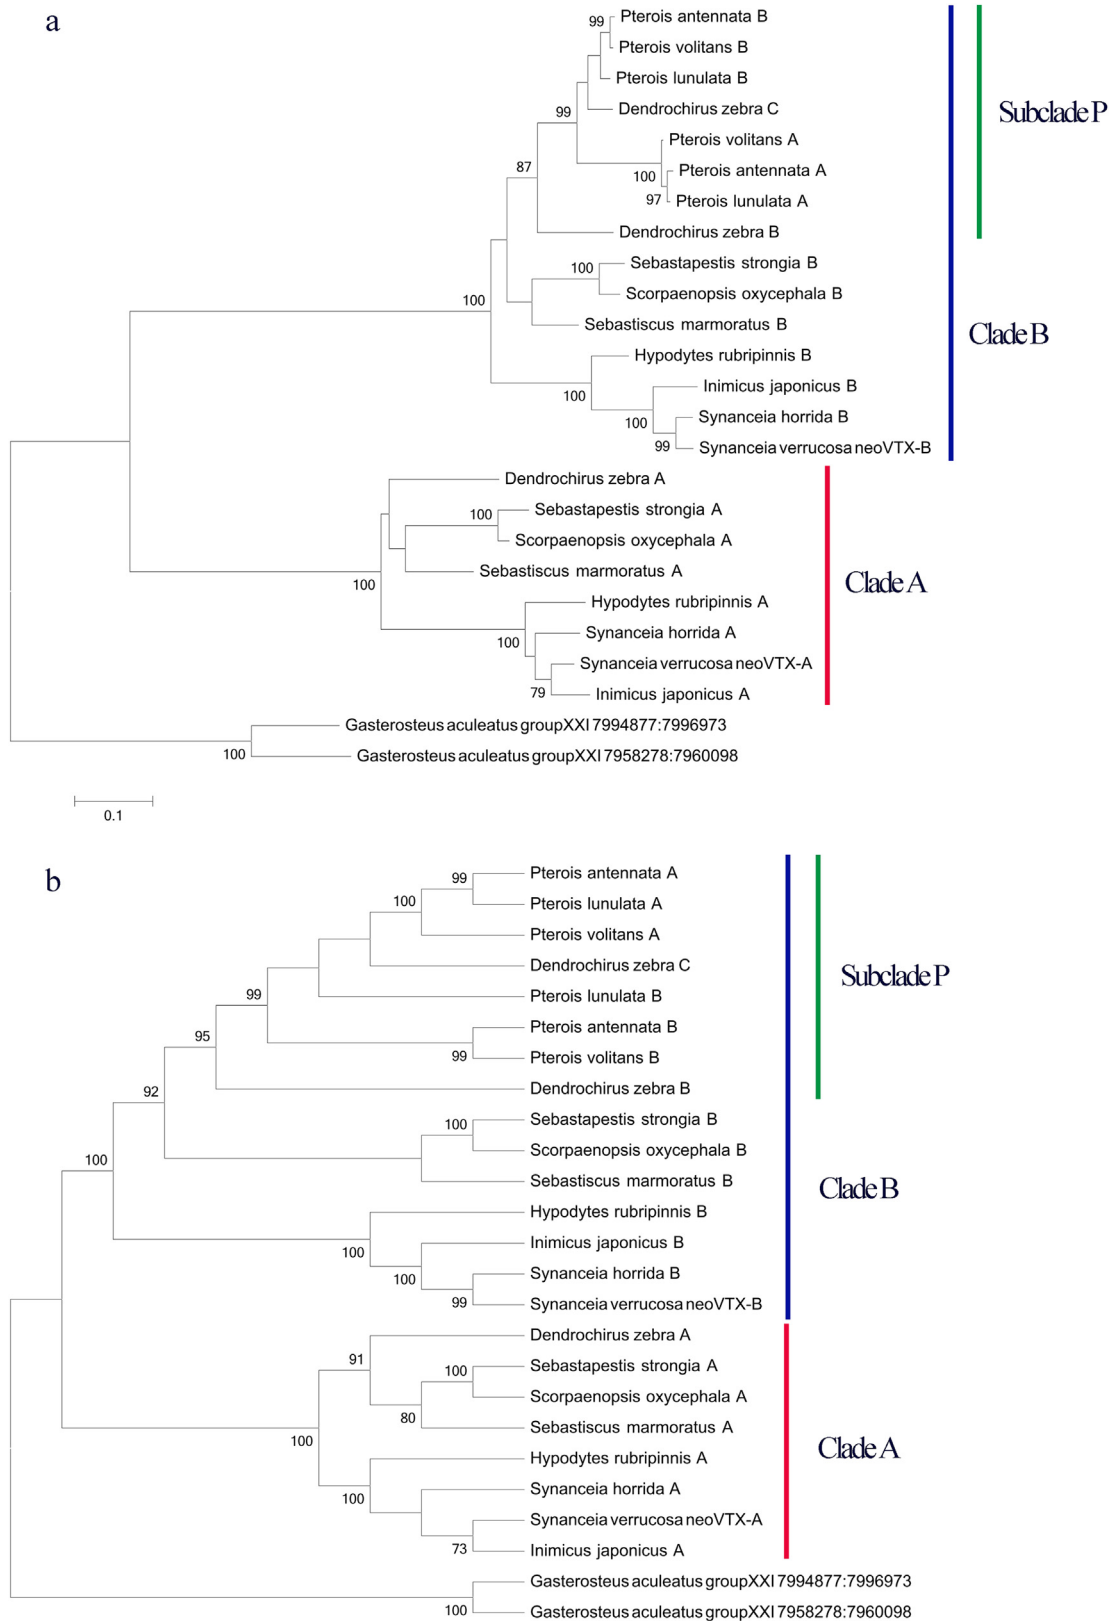 a
99
Pterois antennata B
Pterois volitans B
Pterois lunulata B
Dendrochirus zebra C
99
Subclade P
Pterois volitans A
87
100
Pterois antennata A
97
Pterois lunulata A
Dendrochirus zebra B
100
Sebastapestis strongia B
Scorpaenopsis oxycephala B
100
Sebastiscus marmoratus B
Clade B
Hypodytes rubripinnis B
100
Inimicus japonicus B
100
Synanceia horrida B
99
Synanceia verrucosa neoVTX-B
Dendrochirus zebra A
100
Sebastapestis strongia A
Scorpaenopsis oxycephala A
Sebastiscus marmoratus A
100
Clade A
Hypodytes rubripinnis A
100
Synanceia horrida A
Synanceia verrucosa neoVTX-A
79
Inimicus japonicus A
Gasterosteus aculeatus groupXXI 7994877:7996973
100
Gasterosteus aculeatus groupXXI 7958278:7960098
0.1
b
99
Pterois antennata A
100
Pterois lunulata A
Pterois volitans A
Dendrochirus zebra C
Subclade P
99
Pterois lunulata B
Pterois antennata B
95
99
Pterois volitans B
92
Dendrochirus zebra B
100
Sebastapestis strongia B
Scorpaenopsis oxycephala B
100
Sebastiscus marmoratus B
Clade B
Hypodytes rubripinnis B
100
Inimicus japonicus B
100
Synanceia horrida B
99
Synanceia verrucosa neoVTX-B
Dendrochirus zebra A
91
100
Sebastapestis strongia A
Scorpaenopsis oxycephala A
80
Sebastiscus marmoratus A
100
Clade A
Hypodytes rubripinnis A
100
Synanceia horrida A
Synanceia verrucosa neoVTX-A
73
Inimicus japonicus A
Gasterosteus aculeatus groupXXI 7994877:7996973
100
Gasterosteus aculeatus groupXXI 7958278:7960098